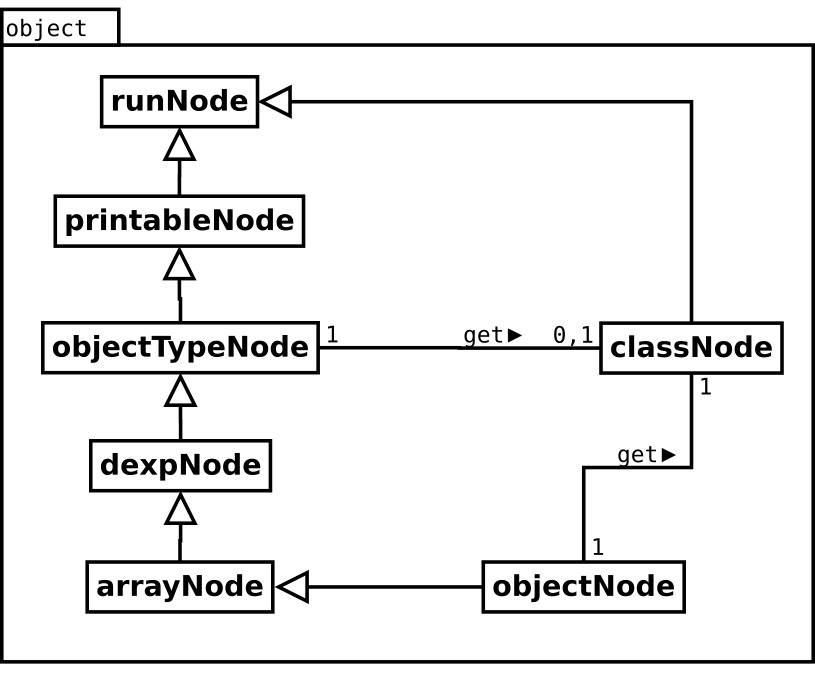 object
runNode
printableNode
objectTypeNode
1
get►
0,1
classNode
1
dexpNode
get►
1
arrayNode
objectNode